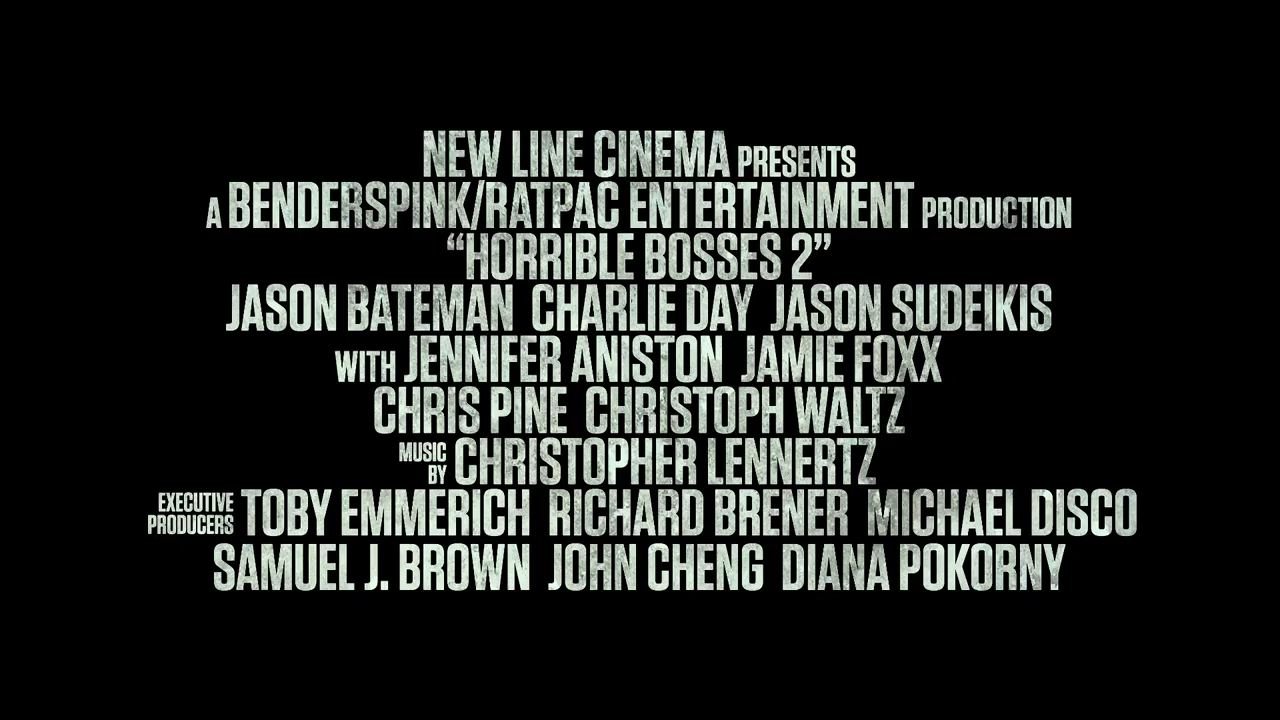 NEW LINE CINEMA PRESENTS
A BENDERSPINK/RATPAC ENTERTAINMENT PRODUCTION
“HORRIBLE BOSSES 2”
JASON BATEMAN CHARLIE DAY JASON SUDEIKIS
WITH JENNIFER ANISTON JAMIE FOXX
CHRIS PINE CHRISTOPH WALTZ
MUSIC BY CHRISTOPHER LENNERTZ
EXECUTIVE PRODUCERS TOBY EMMERICH RICHARD BRENER MICHAEL DISCO
SAMUEL J. BROWN JOHN CHENG DIANA POKORNY